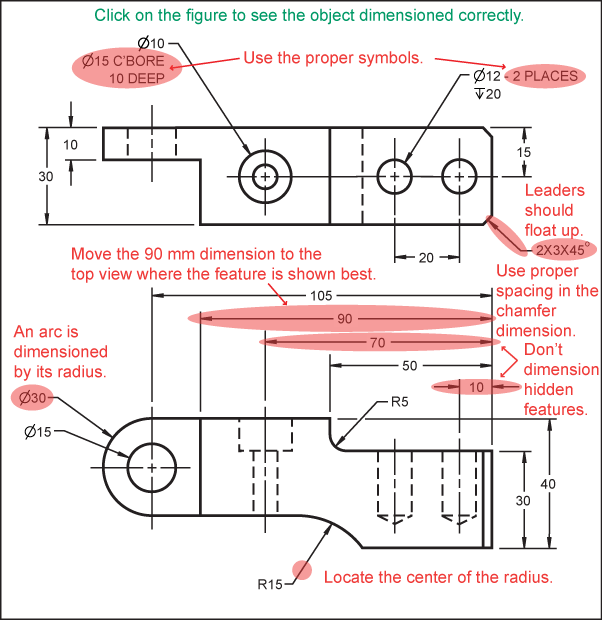 Click on the figure to see the object dimensioned correctly.
Ø10
Ø15 C'BORE
10 DEEP
Use the proper symbols.
Ø12 - 2 PLACES
↧20
10
30
15
Leaders
should
float up.
2X3X45°
20
Move the 90 mm dimension to the
top view where the feature is shown best.
Use proper
spacing in the
chamfer
dimension.
105
90
70
50
10
Don't
dimension
hidden
features.
An arc is
dimensioned
by its radius.
Ø30
Ø15
R5
30
40
R15
Locate the center of the radius.